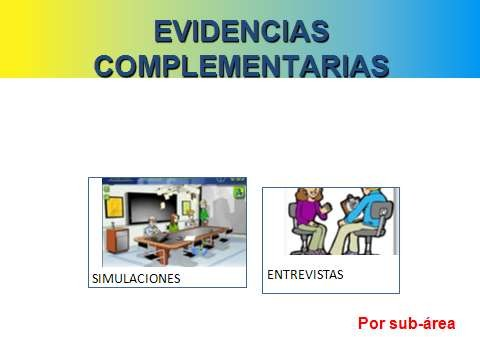 EVIDENCIAS
COMPLEMENTARIAS
SIMULACIONES
ENTREVISTAS
Por sub-área